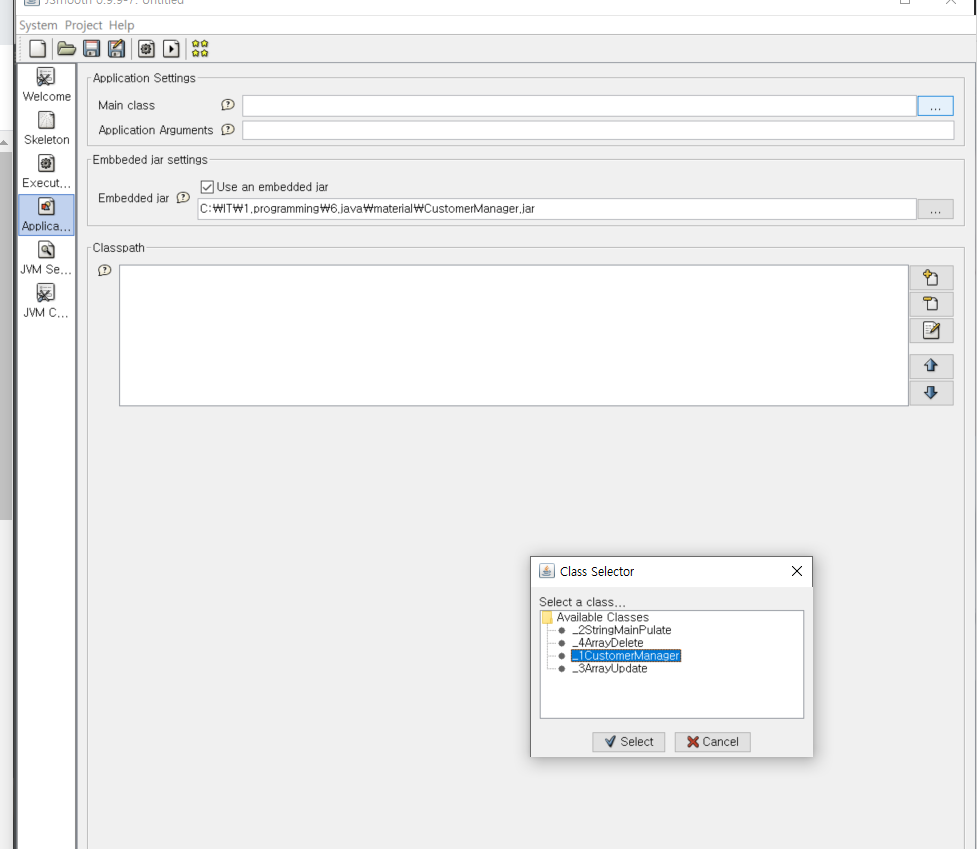 JSmooth 0.9.9-7: Untitled
System Project Help
Welcome
Skeleton
Execut...
Applica...
JVM Se...
JVM C...
Application Settings
Main class
...
Application Arguments
Embbeded jar settings
Use an embedded jar
Embedded jar
C:₩IT₩1.programming₩6.java₩material₩CustomerManager.jar
...
Classpath
Class Selector
Select a class...
Available Classes
_2StringMainPulate
_4ArrayDelete
_1CustomerManager
_3ArrayUpdate
Select
Cancel